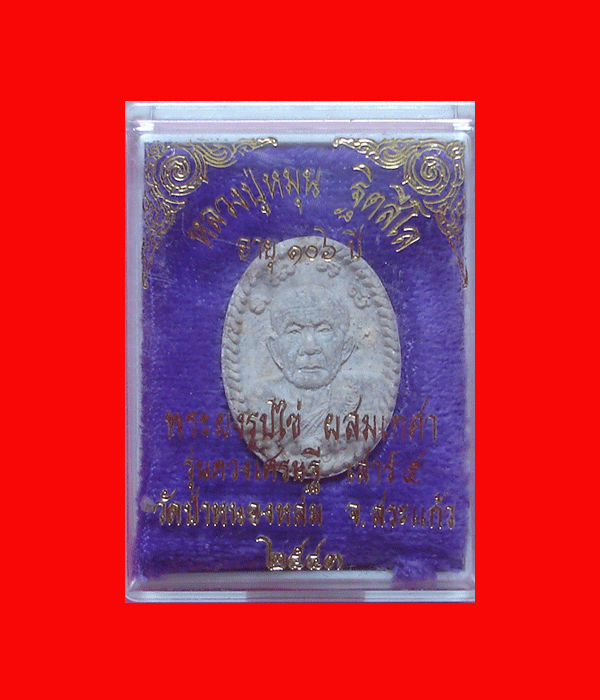 หลวงปู่หมุน ฐิตสีโล
อายุ ๑๐๖ ปี
พระผงรูปไข่ ผสมเกศา
รุ่นดวงเศรษฐี เสาร์ ๕
วัดป่าหนองหล่ม จ.สระแก้ว
๒๕๔๓